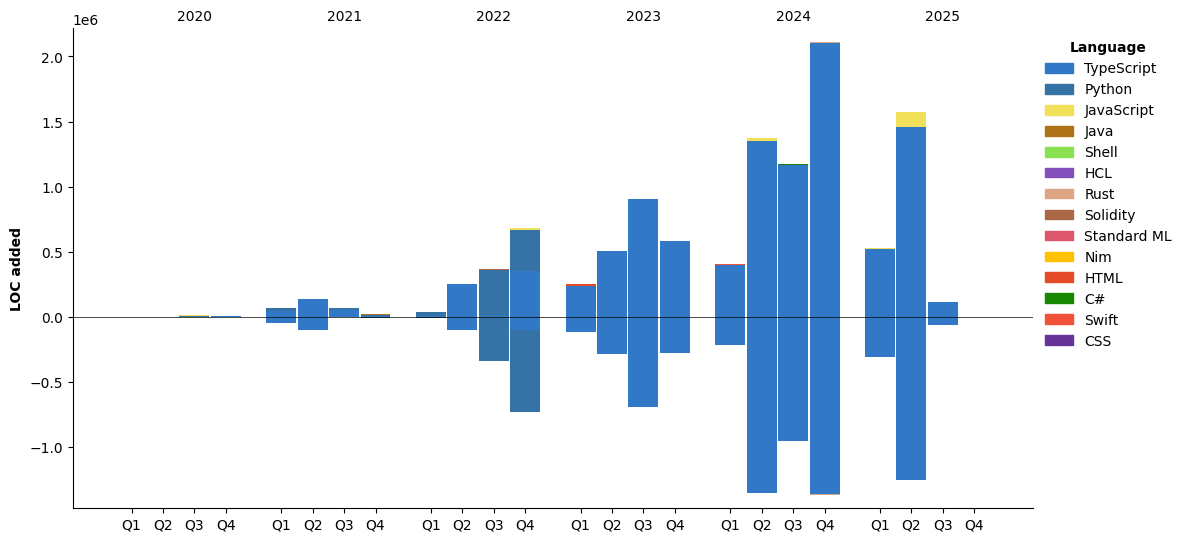 1e6
2020 2021 2022 2023 2024 2025
Language
TypeScript
Python
JavaScript
Java
Shell
HCL
Rust
Solidity
Standard ML
Nim
HTML
C#
Swift
CSS
LOC added
2.0
1.5
1.0
0.5
0.0
−0.5
−1.0
Q1 Q2 Q3 Q4 Q1 Q2 Q3 Q4 Q1 Q2 Q3 Q4 Q1 Q2 Q3 Q4 Q1 Q2 Q3 Q4 Q1 Q2 Q3 Q4